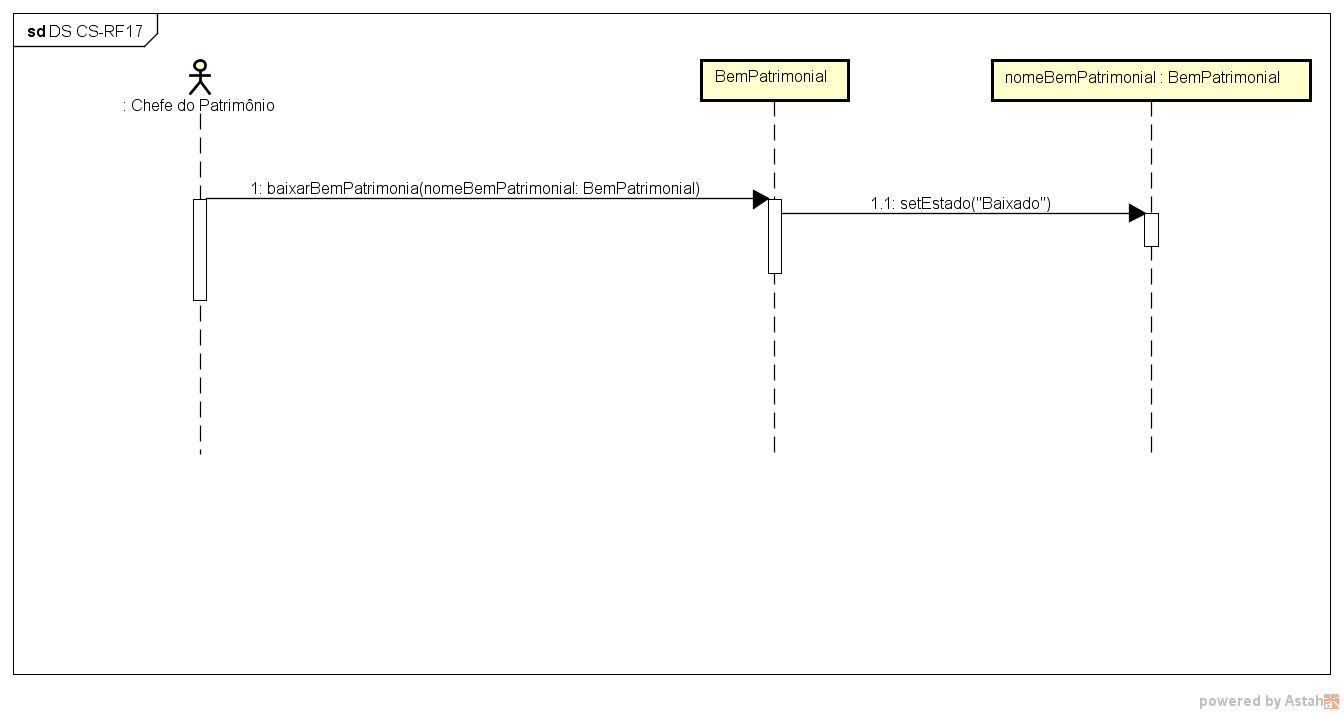 sd DS CS-RF17
: Chefe do Patrimônio
BemPatrimonial
nomeBemPatrimonial : BemPatrimonial
1: baixarBemPatrimonia(nomeBemPatrimonial: BemPatrimonial)
1.1: setEstado("Baixado")
powered by Astah